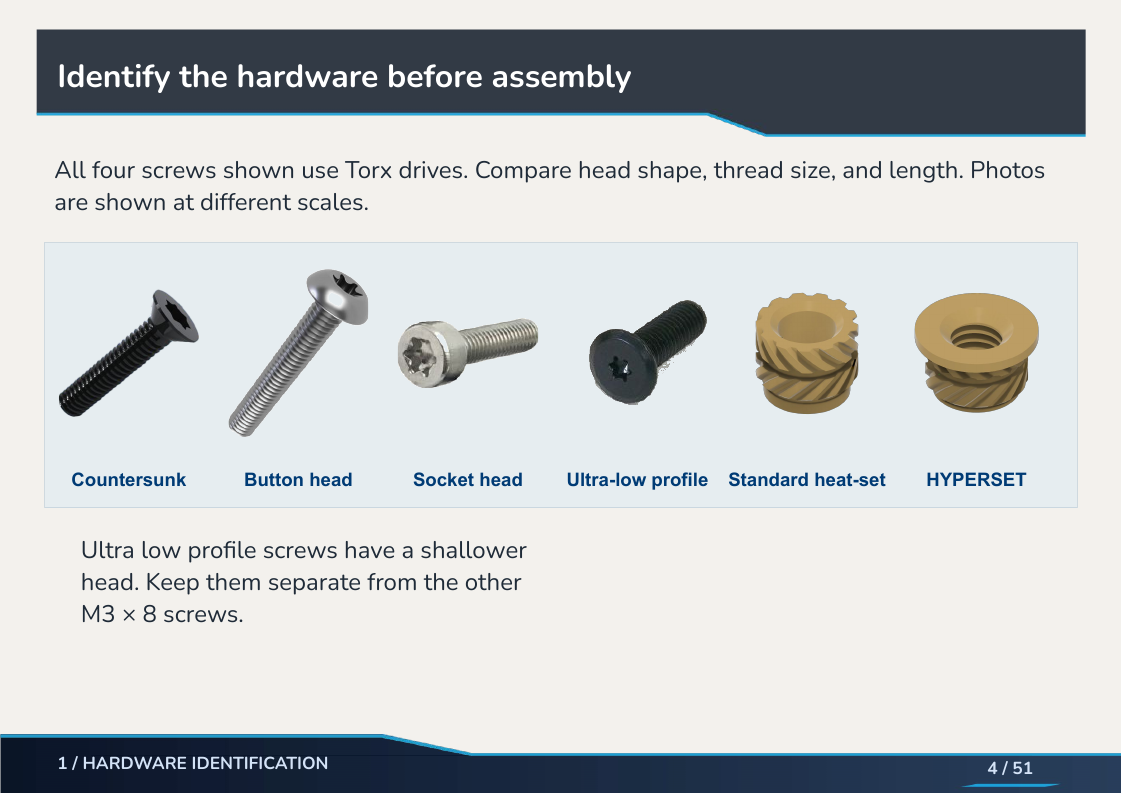 Identify the hardware before assembly
All four screws shown use Torx drives. Compare head shape, thread size, and length. Photos
are shown at different scales.
Countersunk
Button head
Socket head
Ultra-low profile
Standard heat-set
HYPERSET
Ultra low profile screws have a shallower
head. Keep them separate from the other
M3 × 8 screws.
1 / HARDWARE IDENTIFICATION
4 / 51